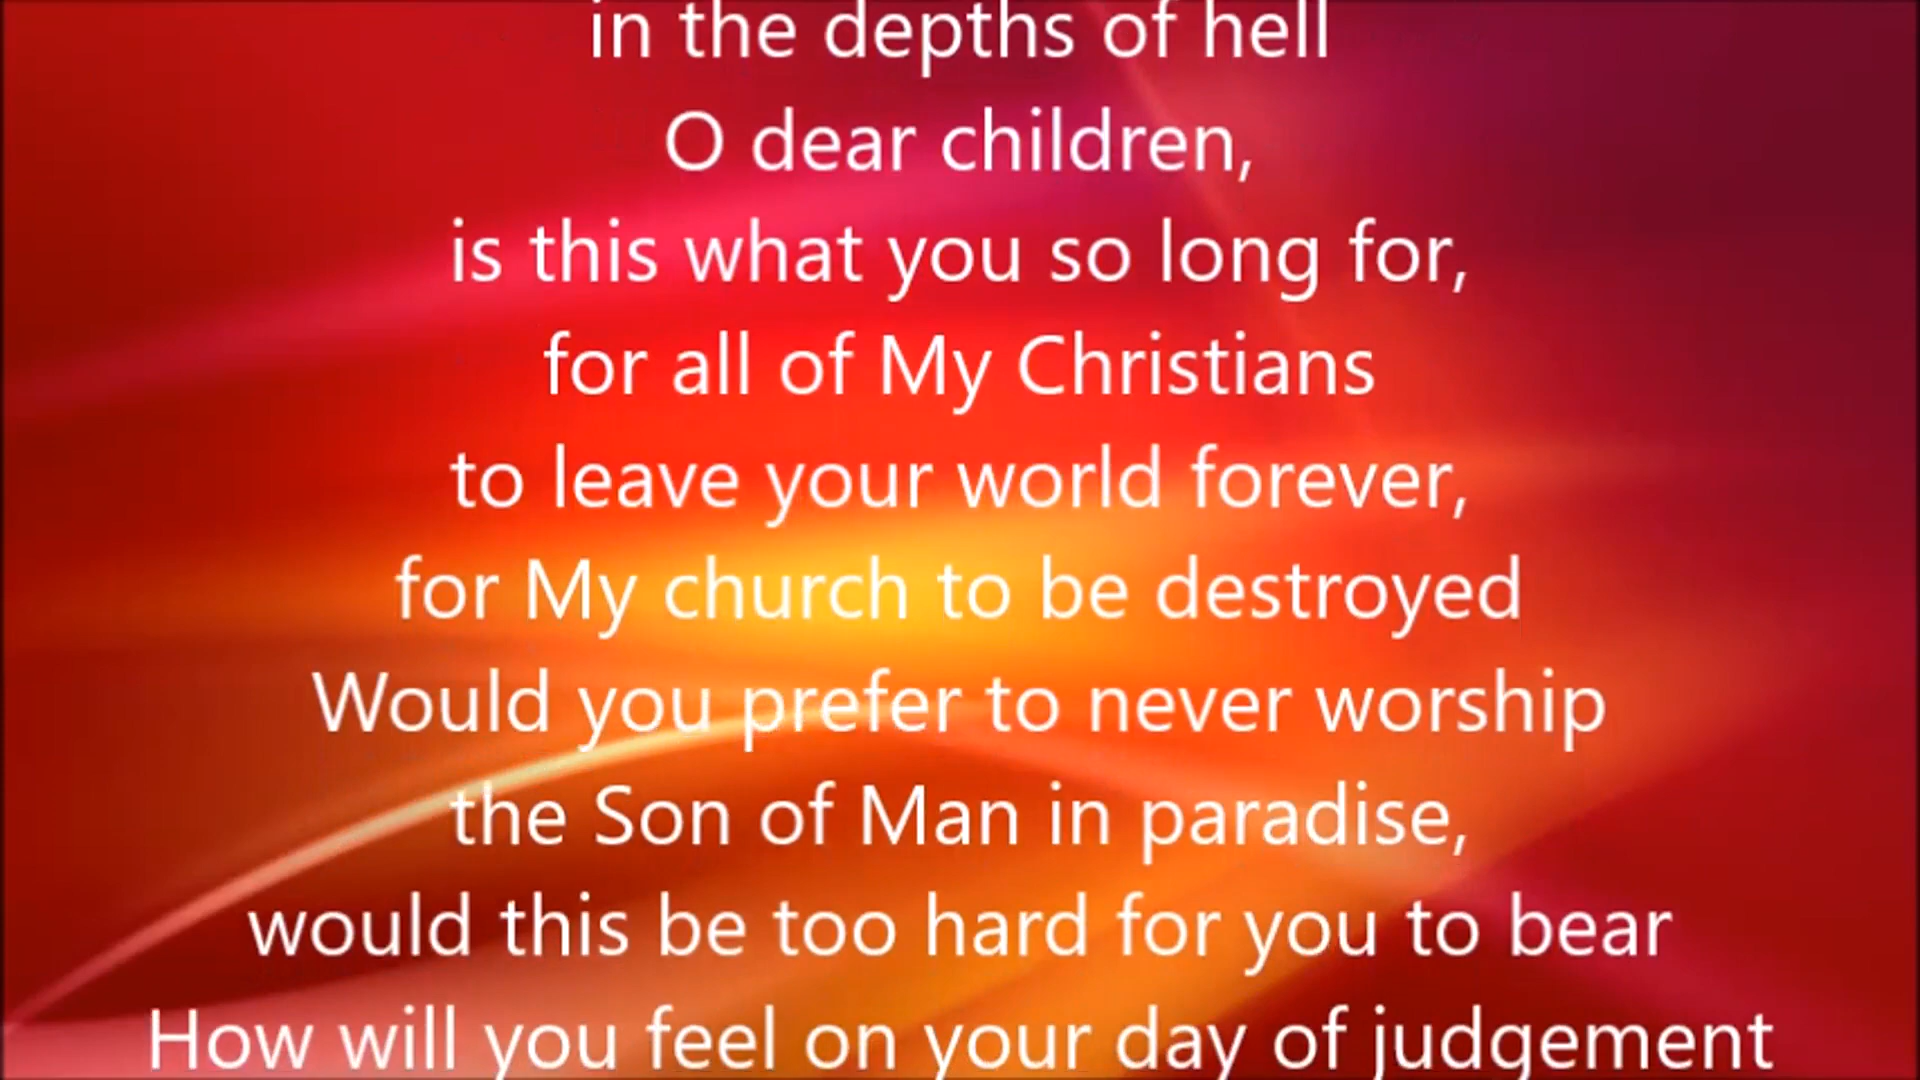 in the depths of hell
O dear children,
is this what you so long for,
for all of My Christians
to leave your world forever,
for My church to be destroyed
Would you prefer to never worship
the Son of Man in paradise,
would this be too hard for you to bear
How will you feel on your day of judgement